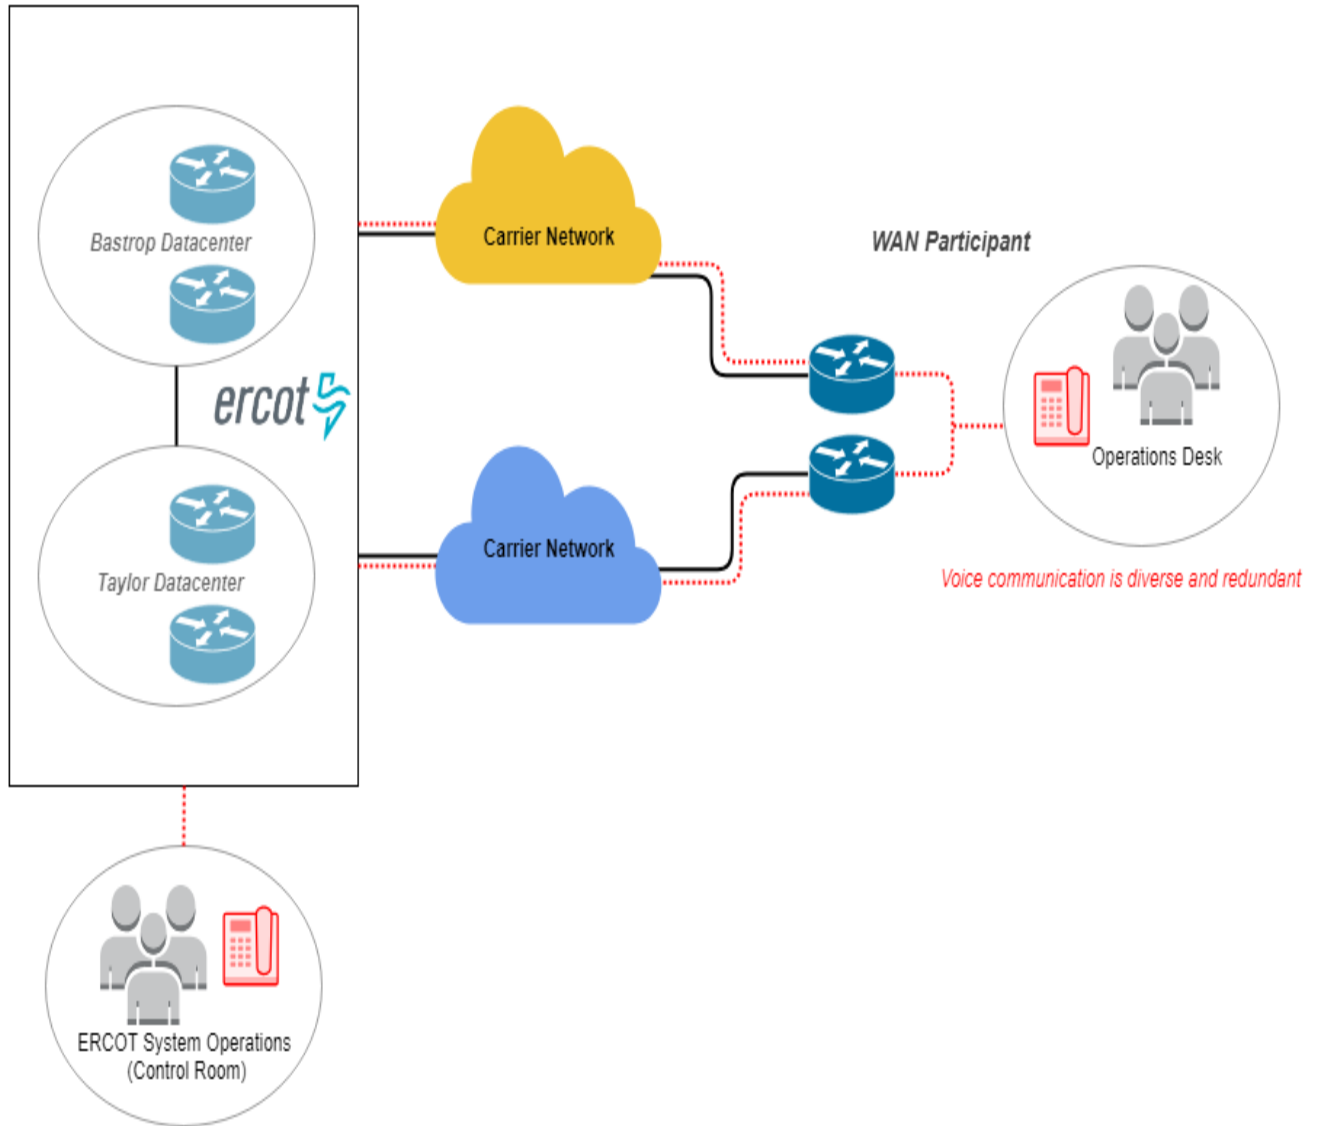 Bastrop Datacenter
ercot
Taylor Datacenter
Carrier Network
Carrier Network
WAN Participant
Operations Desk
Voice communication is diverse and redundant
ERCOT System Operations
(Control Room)